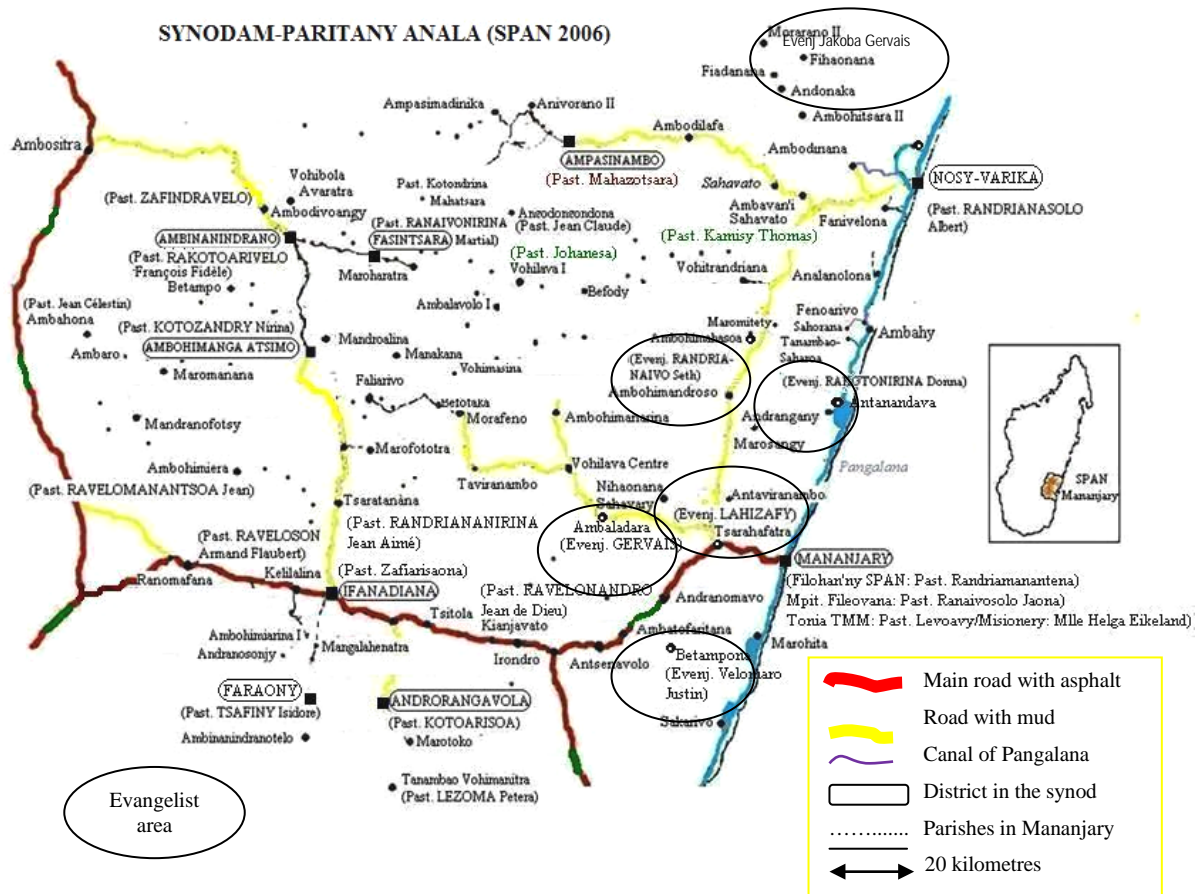 SYNODAM-PARITANY ANALA (SPAN 2006)
Morarano II
Evenj Jakoba Gervais
Fihaonana
Fiadanana
Andonaka
Ambohitsara II
Ampasimadinika
Anivorano II
Ambodilafa
Ambodinana
Ambositra
AMPASINAMBO
(Past. Mahazotsara)
Sahavato
NOSY-VARIKA
Vohibola
Avaratra
Past. Kotondrina
Mahatsara
(Past. ZAFINDRAVELO)
Ambodivoangy
Ambavan'i
Sahavato
Fanivelona
(Past. RANDRIANASOLO
Albert)
(Past. RANAIVONIRINA
Martial)
FASINTSARA
(Past. Jean Claude)
AMBINANINDRANO
(Past. RAKOTOARIVELO
François Fidèle)
Maroharatra
(Past. Johanesa)
(Past. Kamisy Thomas)
Vohilava I
Vohitrandriana
Analanolona
Betampo
Befody
(Past. Jean Célestin)
Ambahona
Ambalavolo I
Fenoarivo
Sahorana
Ambahy
Tanambao-
Saharoa
(Past. KOTOZANDRY Nirina)
AMBOHIMANGA ATSIMO
Mandroalina
Maromitety
Ambohimahasoa
Ambaro
Manakana
Maromanana
Vohimasina
(Evenj. RANDRIA-
NAIVO Seth)
Ambohimandroso
(Evenj. RAKOTONIRINA Donna)
Antanandava
Faliarivo
Betotaka
Morafeno
Ambohimanarina
Andrangany
Marosangy
Mandranofotsy
Marofototra
Ambohimiera
Vohilava Centre
Pangalana
Taviranambo
(Past. RAVELOMANANTSOA Jean)
Tsaratanàna
Nihaonana
Sahavary
Antaviranambo
(Evenj. LAHIZAFY)
Tsarahafatra
(Past. RANDRIANANIRINA
Jean Aimé)
Ambaladara
(Evenj. GERVAIS)
(Past. RAVELOSON
Armand Flaubert)
Ranomafana
Kelilalina
(Past. Zafiarisaona)
IFANADIANA
MANANJARY
(Filohan'ny SPAN: Past. Randriamanantena)
Mpit. Fileovana: Past. Ranaivosolo Jaona)
Tonia TMM: Past. Levoavy/Misionery: Mlle Helga Eikeland)
(Past. RAVELONANDRO
Jean de Dieu)
Kianjavato
Tsitola
Andranomavo
Ambatofaritana
Marohita
Ambohimiarina I
Andranosonjy
Mangalahenatra
Irondro
Antsenavolo
Betampona
(Evenj. Velomaro
Justin)
Sakarivo
FARAONY
(Past. TSAFINY Isidore)
Ambinanindranotelo
ANDRORANGAVOLA
(Past. KOTOARISOA)
Marotoko
Tanambao Vohimanitra
(Past. LEZOMA Petera)
SPAN
Mananjary
Evangelist
area
Main road with asphalt
Road with mud
Canal of Pangalana
District in the synod
Parishes in Mananjary
20 kilometres